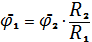 φ̄₁ = φ̄₂ · R₂/R₁